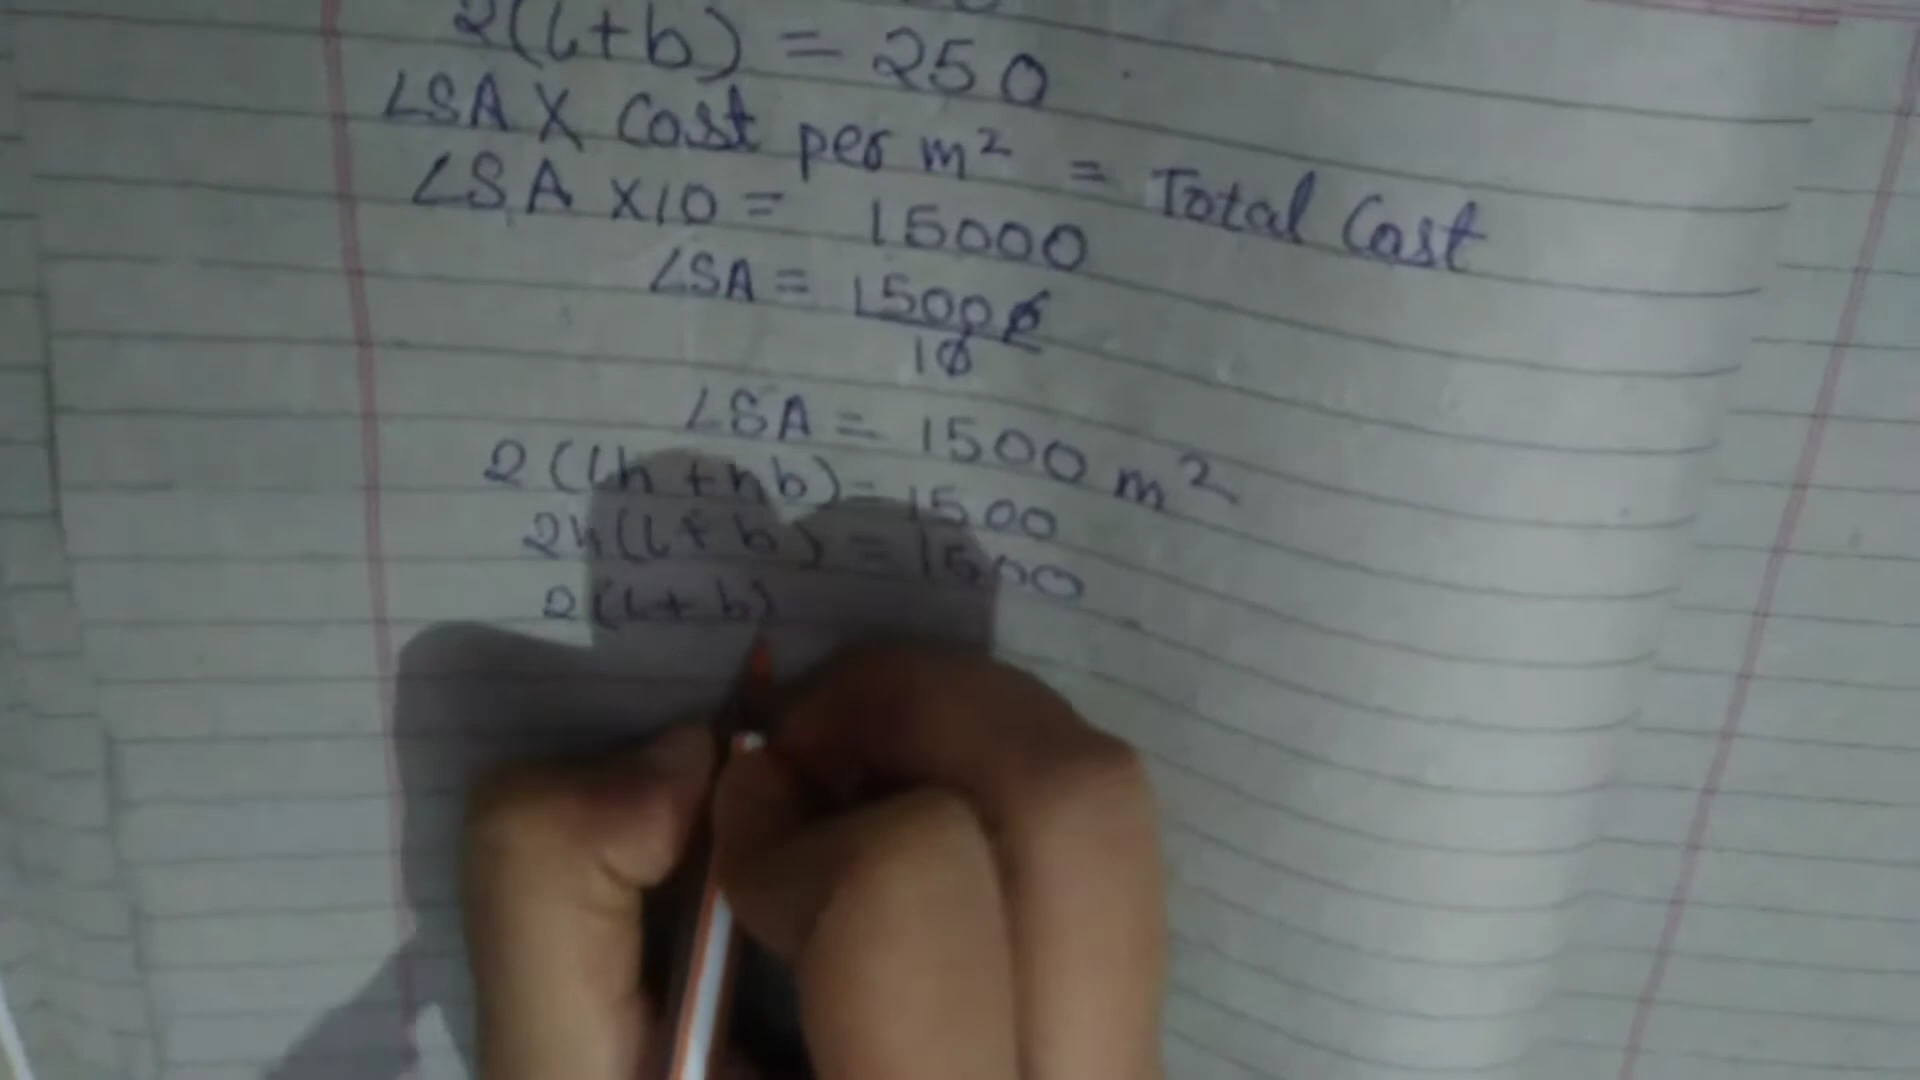 2(l+b) = 250
LSA X Cost per m² = Total Cost
LSA X10 = 15000
LSA = 15000
10
LSA = 1500 m²
2(lh + hb) = 1500
2h(l+b) = 1500
2(l+b)